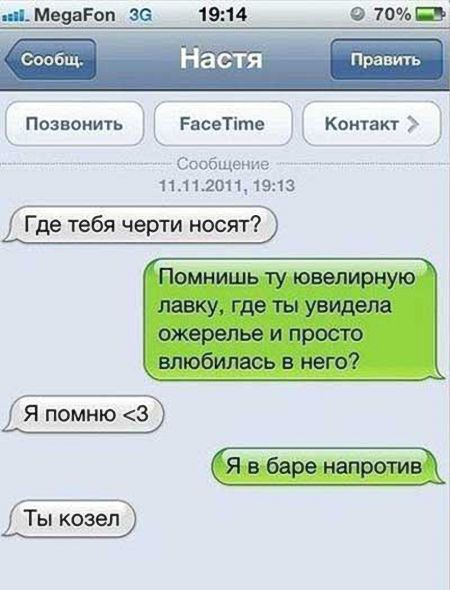 MegaFon 3G 19:14 70%
Сообщ. Настя Править
Позвонить FaceTime Контакт >
Сообщение
11.11.2011, 19:13
Где тебя черти носят?
Помнишь ту ювелирную
лавку, где ты увидела
ожерелье и просто
влюбилась в него?
Я помню <3
Я в баре напротив
Ты козел